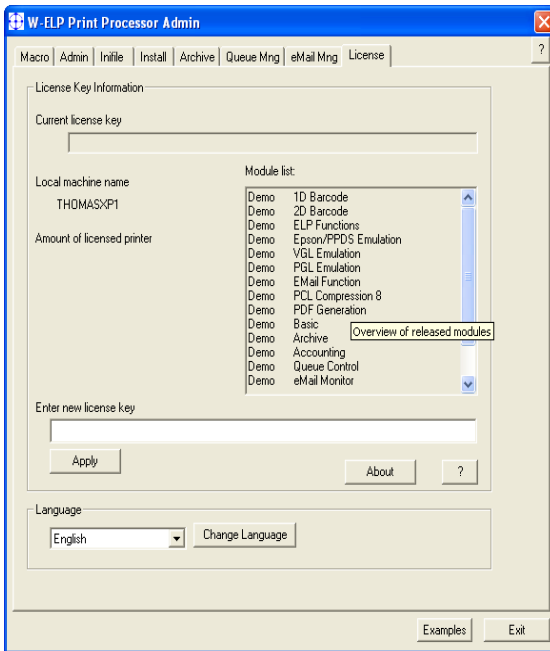 W-ELP Print Processor Admin
Macro Admin Inifile Install Archive Queue Mng eMail Mng License
?
License Key Information
Current license key
Local machine name
THOMASXP1
Amount of licensed printer
Module list:
Demo 1D Barcode
Demo 2D Barcode
Demo ELP Functions
Demo Epson/PPDS Emulation
Demo VGL Emulation
Demo PGL Emulation
Demo EMail Function
Demo PCL Compression 8
Demo PDF Generation
Demo Basic
Overview of released modules
Demo Archive
Demo Accounting
Demo Queue Control
Demo eMail Monitor
Enter new license key
Apply
About ?
Language
English Change Language
Examples Exit